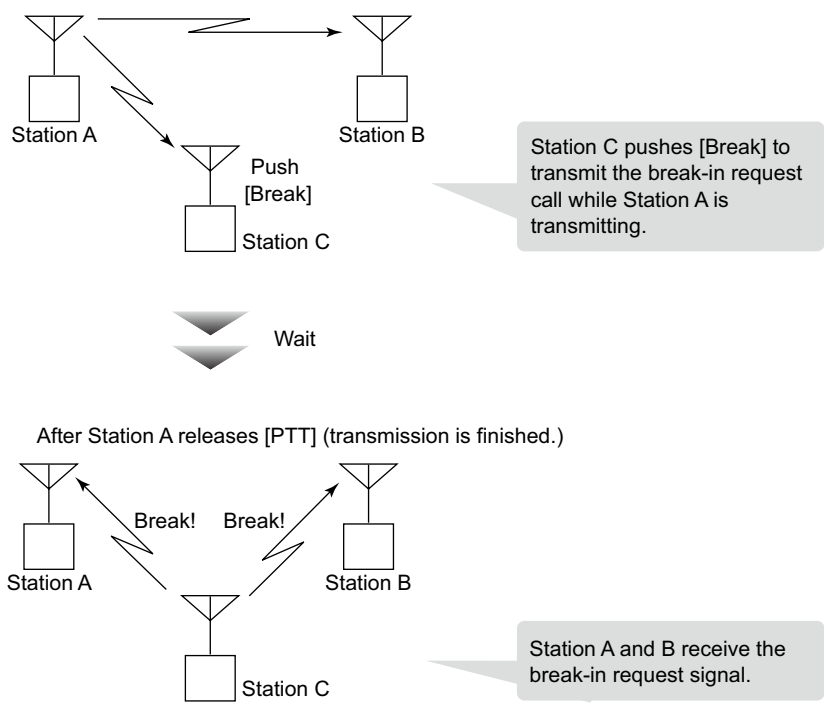 Station A
Station B
Push
[Break]
Station C
Station C pushes [Break] to
transmit the break-in request
call while Station A is
transmitting.
Wait
After Station A releases [PTT] (transmission is finished.)
Break!
Break!
Station A
Station B
Station C
Station A and B receive the
break-in request signal.